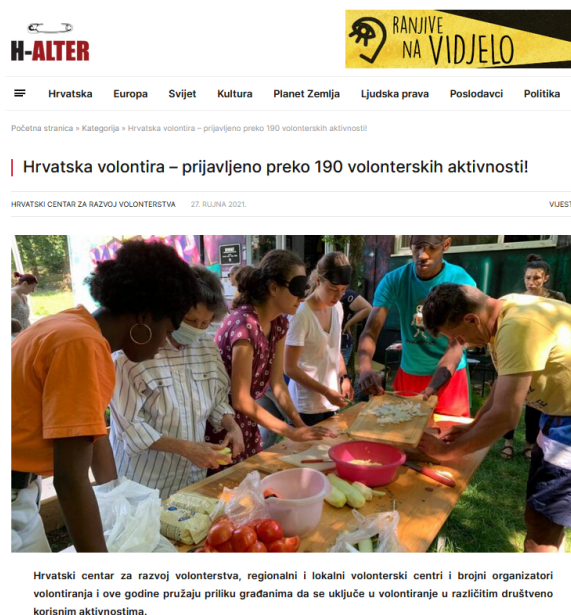 H-ALTER
RANJIVE
NA VIDJELO
Hrvatska Europa Svijet Kultura Planet Zemlja Ljudska prava Poslodavci Politika
Početna stranica » Kategorija » Hrvatska volontira – prijavljeno preko 190 volonterskih aktivnosti!
Hrvatska volontira – prijavljeno preko 190 volonterskih aktivnosti!
HRVATSKI CENTAR ZA RAZVOJ VOLONTERSTVA 27. RUJNA 2021. VIJEST
Hrvatski centar za razvoj volonterstva, regionalni i lokalni volonterski centri i brojni organizatori
volontiranja i ove godine pružaju priliku građanima da se uključe u volontiranje u različitim društveno
korisnim aktivnostima.